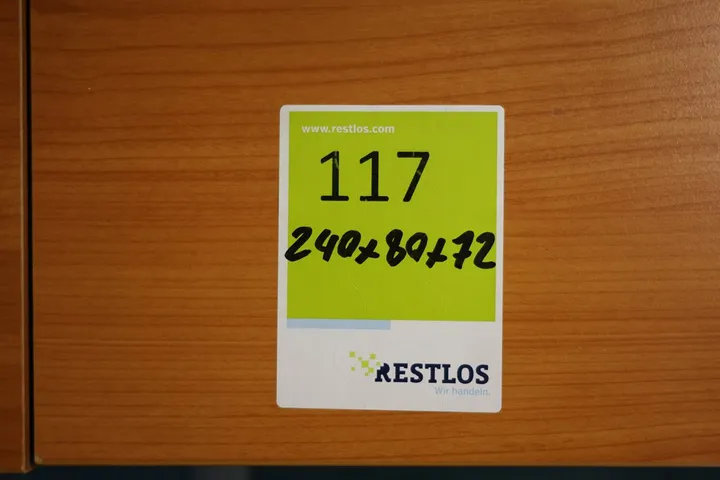 www.restlos.com
117
240x80x72
RESTLOS
Wir handeln.